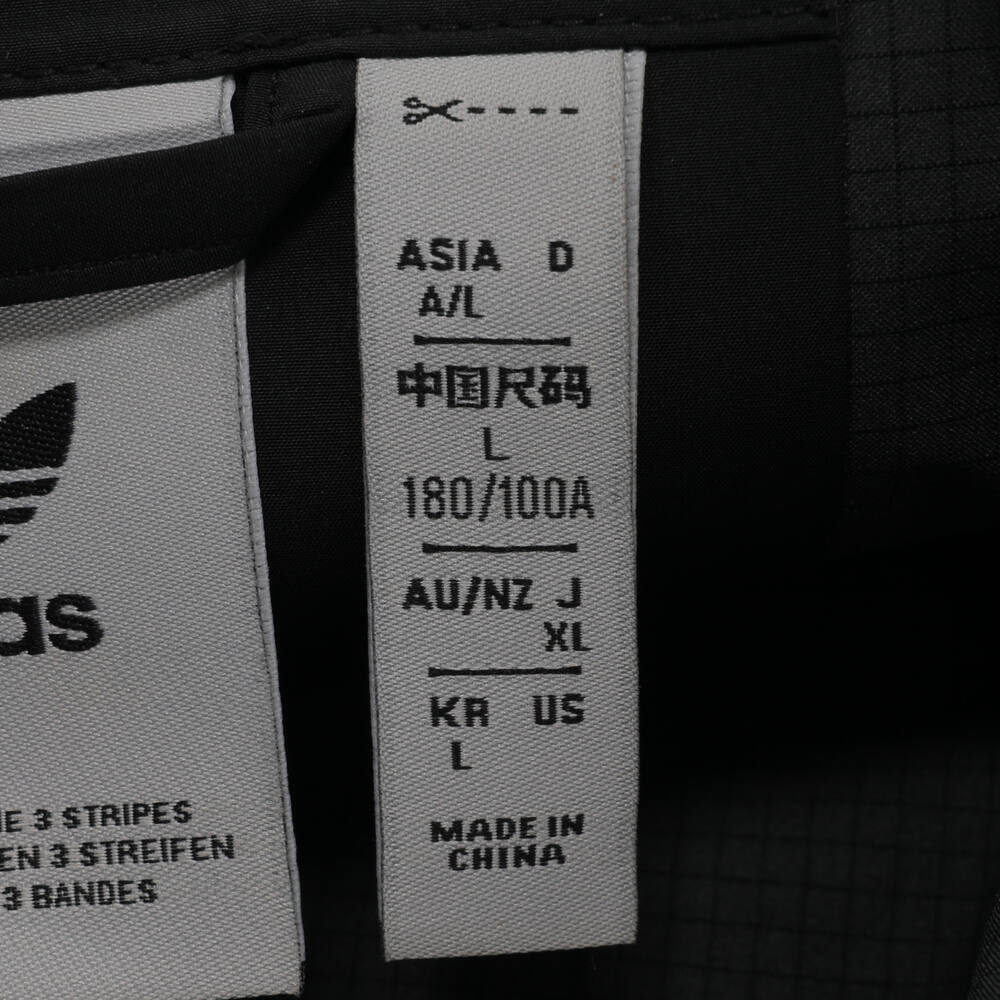 ASIA D
A/L
中国尺码
L
180/100A
AU/NZ J
XL
KR US
L
MADE IN
CHINA
as
3 STRIPES
3 STREIFEN
3 BANDES